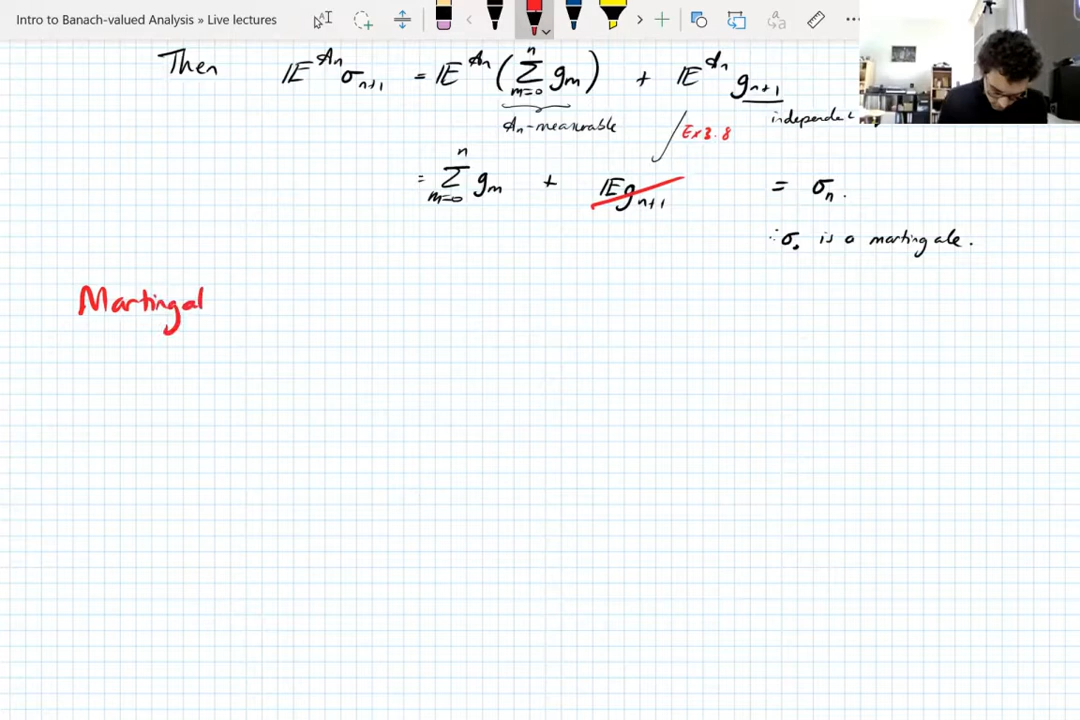 Intro to Banach-valued Analysis » Live lectures
Then 𝔼^{𝒜ₙ} σₙ₊₁ = 𝔼^{𝒜ₙ} ( ∑_{m=0}^{n} gₘ ) + 𝔼^{𝒜ₙ} gₙ₊₁
𝒜ₙ-measurable
Ex 3.8
= ∑_{m=0}^{n} gₘ + 𝔼gₙ₊₁ = σₙ.
∴ σ. is a martingale.
Martingal